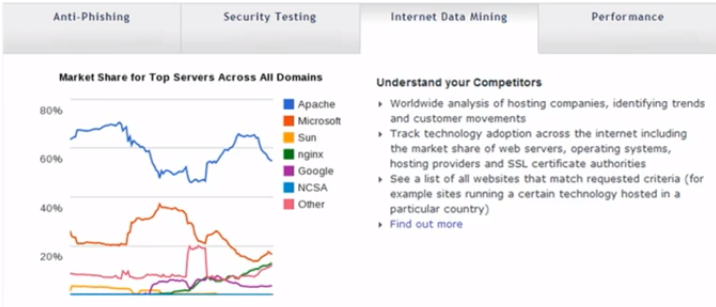 Anti-Phishing
Security Testing
Internet Data Mining
Performance
Market Share for Top Servers Across All Domains
80%
60%
40%
20%
Apache
Microsoft
Sun
nginx
Google
NCSA
Other
Understand your Competitors
Worldwide analysis of hosting companies, identifying trends
and customer movements
Track technology adoption across the internet including
the market share of web servers, operating systems,
hosting providers and SSL certificate authorities
See a list of all websites that match requested criteria (for
example sites running a certain technology hosted in a
particular country)
Find out more